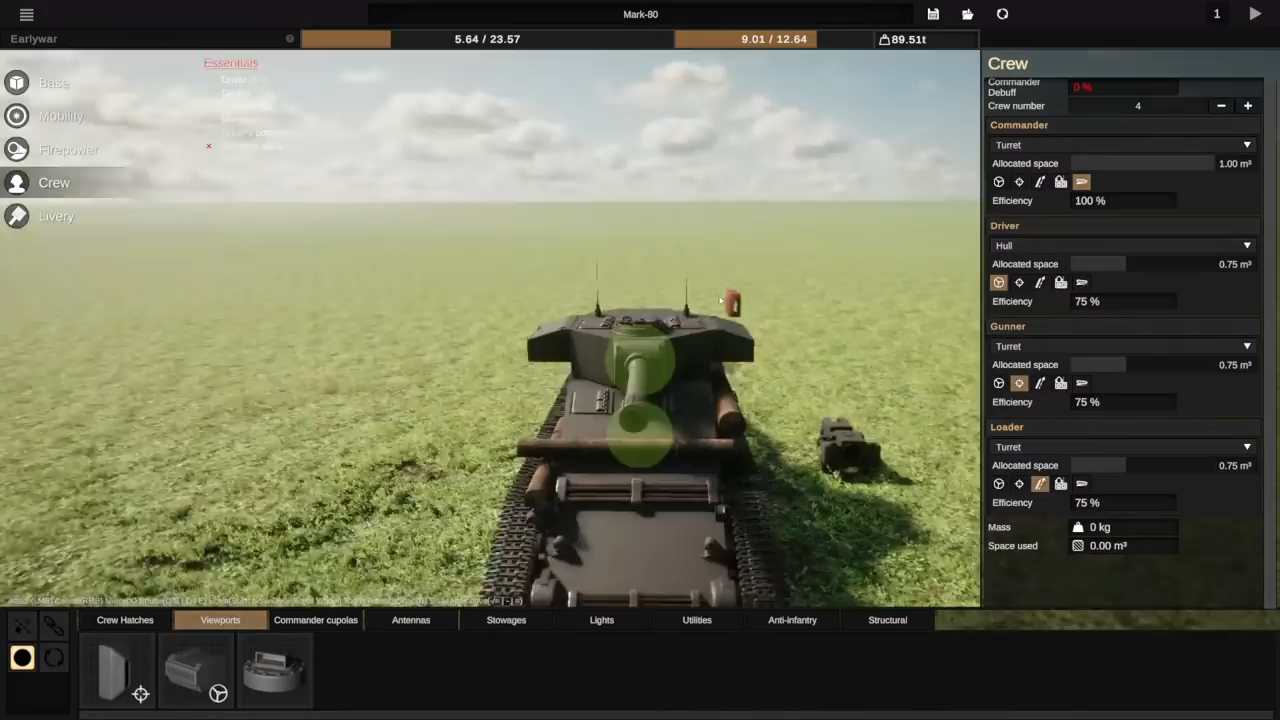 Mark-80
1
Earlywar
5.64 / 23.57
9.01 / 12.64
89.51t
Essentials
Driver
Base
Mobility
Firepower
Crew
Livery
Crew
Commander
Debuff
0 %
Crew number
4
Commander
Turret
Allocated space
1.00 m³
Efficiency
100 %
Driver
Hull
Allocated space
0.75 m³
Efficiency
75 %
Gunner
Turret
Allocated space
0.75 m³
Efficiency
75 %
Loader
Turret
Allocated space
0.75 m³
Efficiency
75 %
Mass
0 kg
Space used
0.00 m³
Crew Hatches
Viewports
Commander cupolas
Antennas
Stowages
Lights
Utilities
Anti-infantry
Structural